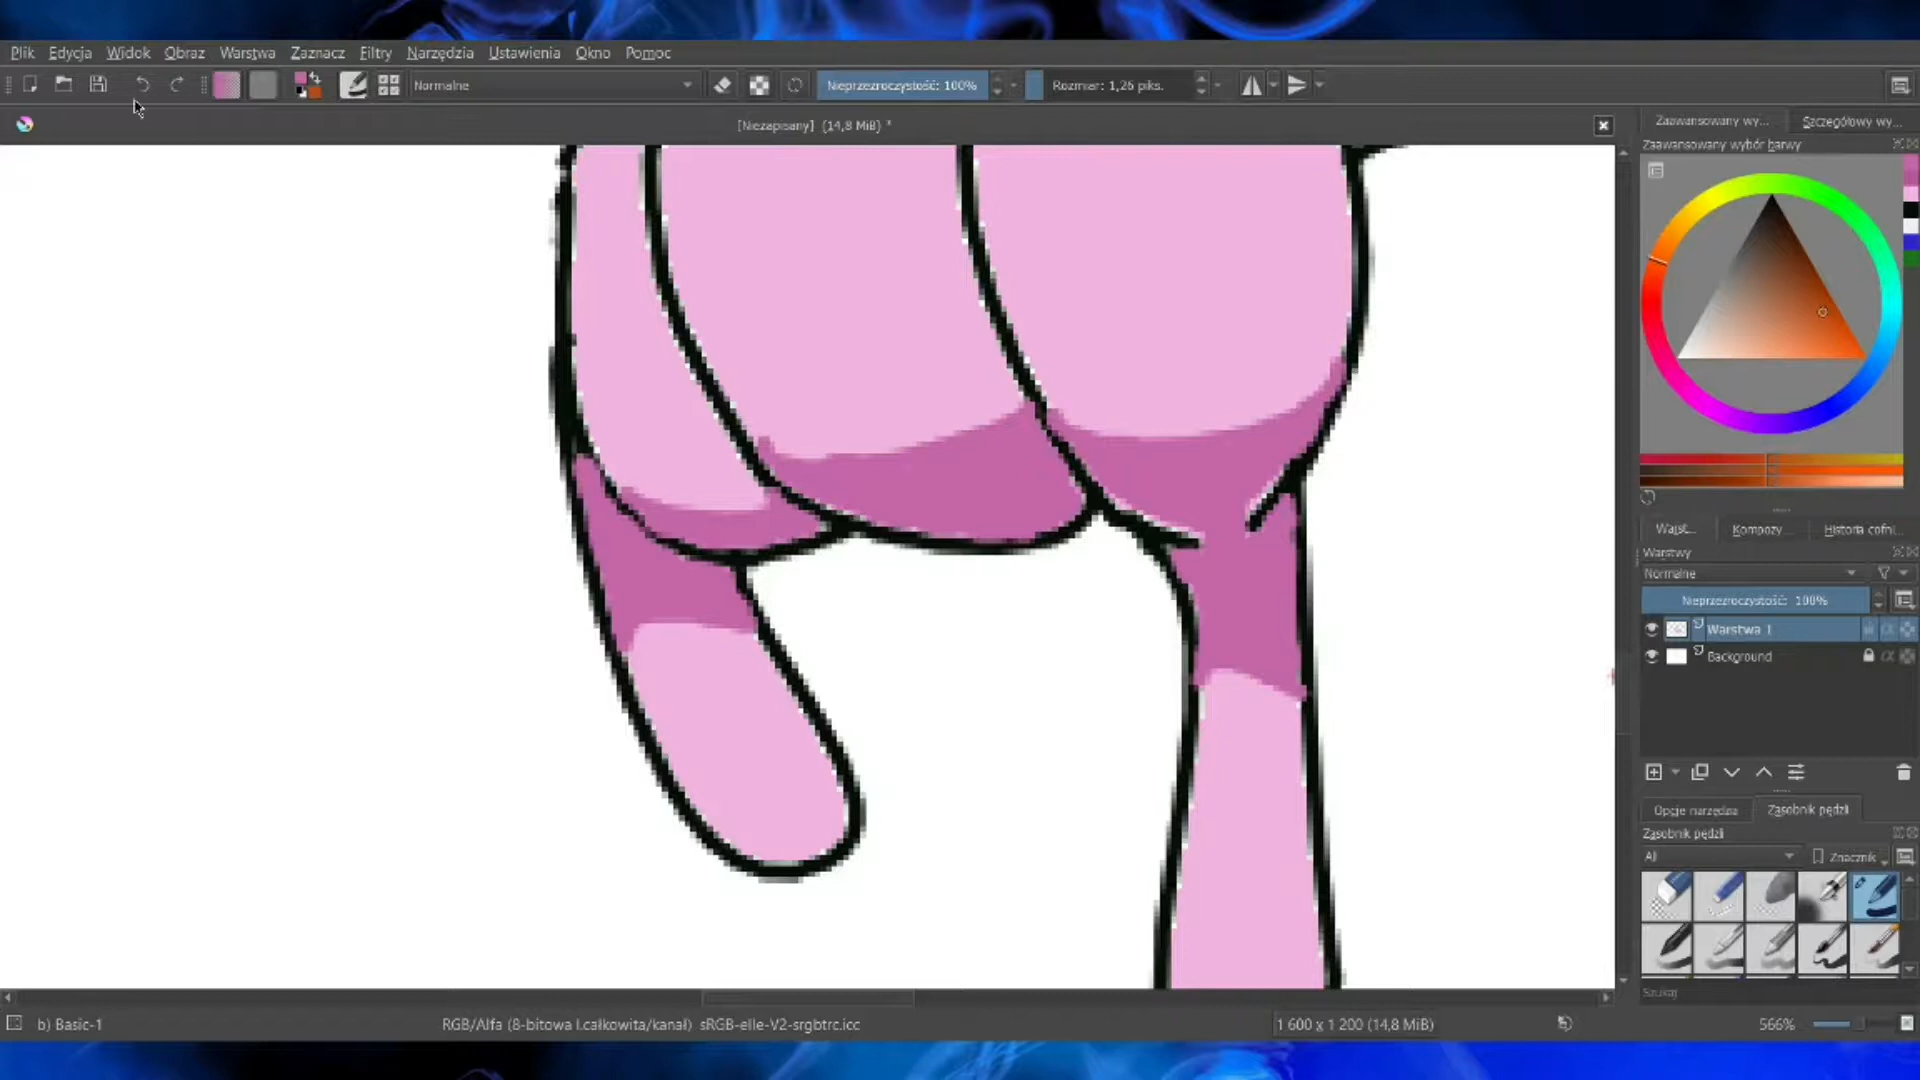 Plik Edycja Widok Obraz Warstwa Zaznacz Filtry Narzędzia Ustawienia Okno Pomoc
Normalne Nieprzezroczystość: 100% Rozmiar: 1,26 piks.
[Niezapisany] (14,8 MiB) *
Zaawansowany wy... Szczegółowy wy...
Zaawansowany wybór barwy
Warst... Kompozy... Historia cofni...
Warstwy
Normalne
Nieprzezroczystość: 100%
Warstwa 1
Background
Opcje narzędzia Zasobnik pędzli
Zasobnik pędzli
All Znacznik
Szukaj
b) Basic-1 RGB/Alfa (8-bitowa l.całkowita/kanał) sRGB-elle-V2-srgbtrc.icc 1 600 x 1 200 (14,8 MiB) 566%